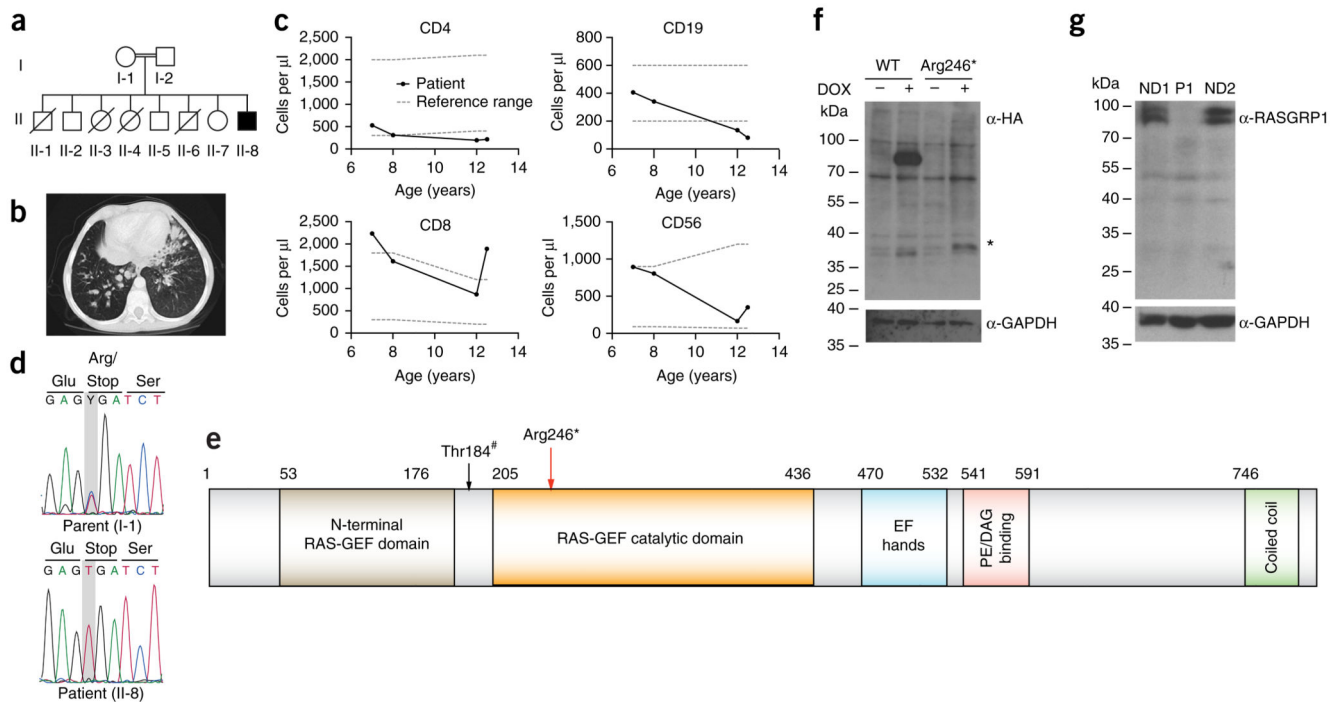 a
I
I-1 I-2
II
II-1 II-2 II-3 II-4 II-5 II-6 II-7 II-8
b
c
CD4
Cells per µl
2,500
2,000
1,500
1,000
500
0
Patient
Reference range
6 8 10 12 14
Age (years)
CD19
Cells per µl
800
600
400
200
0
6 8 10 12 14
Age (years)
CD8
Cells per µl
2,500
2,000
1,500
1,000
500
0
6 8 10 12 14
Age (years)
CD56
Cells per µl
1,500
1,000
500
0
6 8 10 12 14
Age (years)
d
Arg/
Glu Stop Ser
G A G Y G A T C T
Parent (I-1)
Glu Stop Ser
G A G T G A T C T
Patient (II-8)
e
Thr184#
Arg246*
1 53 176 205 436 470 532 541 591 746
N-terminal
RAS-GEF domain
RAS-GEF catalytic domain
EF
hands
PE/DAG
binding
Coiled coil
f
WT Arg246*
DOX − + − +
kDa
α-HA
100
70
50
40
35
25
*
40
35
α-GAPDH
g
kDa ND1 P1 ND2
100
α-RASGRP1
70
55
40
35
25
40
35
α-GAPDH